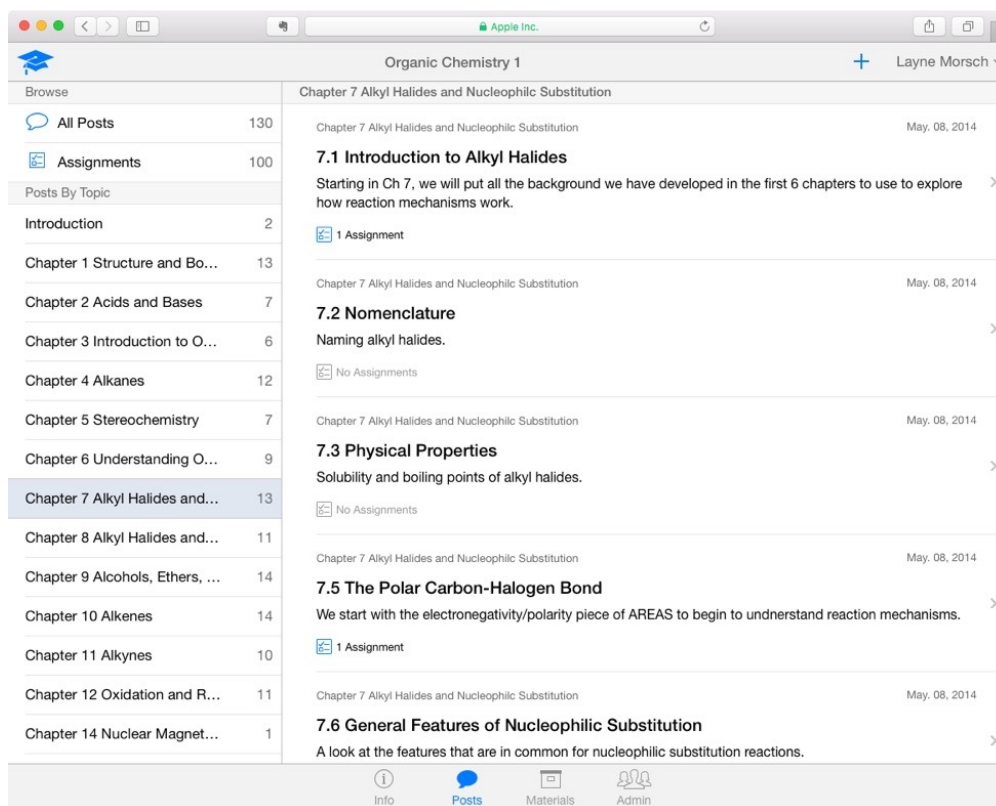 Apple Inc.
Organic Chemistry 1
+ Layne Morsch
Browse
All Posts 130
Assignments 100
Posts By Topic
Introduction 2
Chapter 1 Structure and Bo... 13
Chapter 2 Acids and Bases 7
Chapter 3 Introduction to O... 6
Chapter 4 Alkanes 12
Chapter 5 Stereochemistry 7
Chapter 6 Understanding O... 9
Chapter 7 Alkyl Halides and... 13
Chapter 8 Alkyl Halides and... 11
Chapter 9 Alcohols, Ethers, ... 14
Chapter 10 Alkenes 14
Chapter 11 Alkynes 10
Chapter 12 Oxidation and R... 11
Chapter 14 Nuclear Magnet... 1
Chapter 7 Alkyl Halides and Nucleophilic Substitution
Chapter 7 Alkyl Halides and Nucleophilc Substitution May. 08, 2014
7.1 Introduction to Alkyl Halides
Starting in Ch 7, we will put all the background we have developed in the first 6 chapters to use to explore
how reaction mechanisms work.
1 Assignment
Chapter 7 Alkyl Halides and Nucleophilc Substitution May. 08, 2014
7.2 Nomenclature
Naming alkyl halides.
No Assignments
Chapter 7 Alkyl Halides and Nucleophilc Substitution May. 08, 2014
7.3 Physical Properties
Solubility and boiling points of alkyl halides.
No Assignments
Chapter 7 Alkyl Halides and Nucleophilc Substitution May. 08, 2014
7.5 The Polar Carbon-Halogen Bond
We start with the electronegativity/polarity piece of AREAS to begin to undnerstand reaction mechanisms.
1 Assignment
Chapter 7 Alkyl Halides and Nucleophilc Substitution May. 08, 2014
7.6 General Features of Nucleophilic Substitution
A look at the features that are in common for nucleophilic substitution reactions.
Info
Posts
Materials
Admin